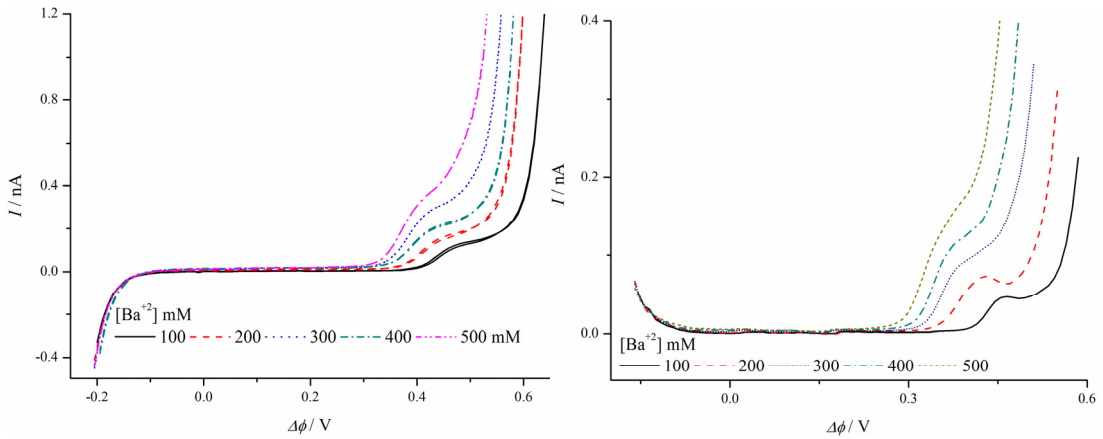 1.2
0.8
0.4
0.0
-0.4
I / nA
[Ba+2] mM
100 200 300 400 500 mM
-0.2 0.0 0.2 0.4 0.6
Δϕ / V
0.4
0.2
0.0
I / nA
[Ba+2] mM
100 200 300 400 500
0.0 0.3 0.6
Δϕ / V